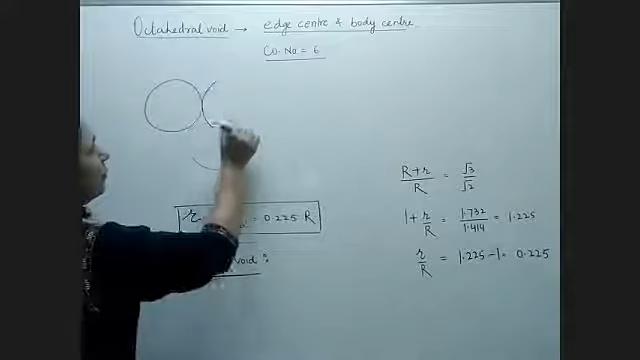 Octahedral void → edge centre & body centre
Co. No = 6
r = 0.225 R
void %
R+r / R = √3 / √2
1 + r/R = 1.732 / 1.414 = 1.225
r/R = 1.225 - 1 = 0.225